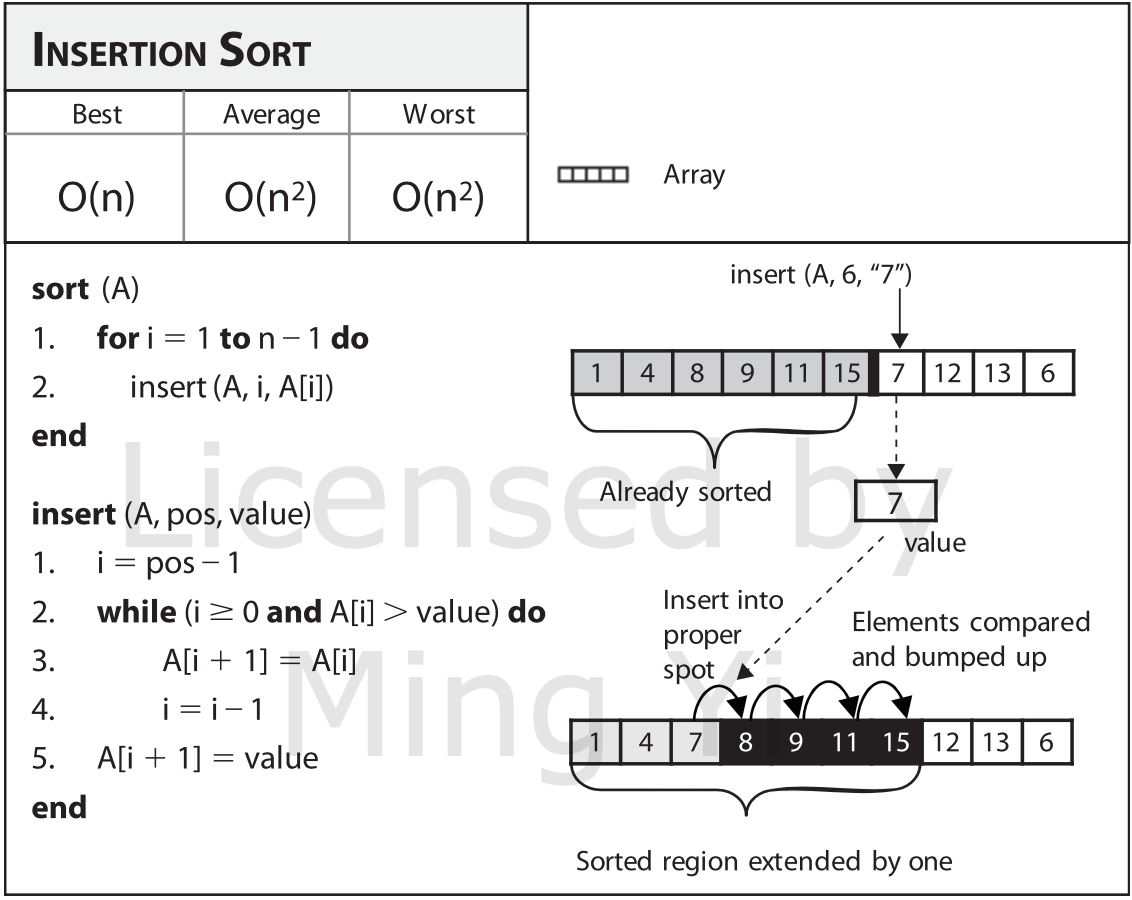 INSERTION SORT
Best Average Worst
O(n) O(n²) O(n²)
Array
sort (A)
1. for i = 1 to n – 1 do
2. insert (A, i, A[i])
end
insert (A, pos, value)
1. i = pos – 1
2. while (i ≥ 0 and A[i] > value) do
3. A[i + 1] = A[i]
4. i = i – 1
5. A[i + 1] = value
end
insert (A, 6, “7”)
1 4 8 9 11 15 7 12 13 6
Already sorted
7
value
Insert into
proper
spot
Elements compared
and bumped up
1 4 7 8 9 11 15 12 13 6
Sorted region extended by one
Licensed by
Ming Yi